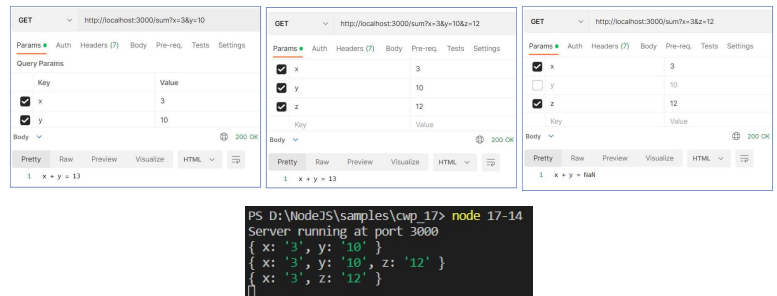 GET http://localhost:3000/sum?x=3&y=10
Params Auth Headers (7) Body Pre-req. Tests Settings
Query Params
Key Value
x 3
y 10
Body 200 OK
Pretty Raw Preview Visualize HTML
1 x + y = 13
GET http://localhost:3000/sum?x=3&y=10&z=12
Params Auth Headers (7) Body Pre-req. Tests Settings
x 3
y 10
z 12
Key Value
Body 200 OK
Pretty Raw Preview Visualize HTML
1 x + y = 13
GET http://localhost:3000/sum?x=3&z=12
Params Auth Headers (7) Body Pre-req. Tests Settings
x 3
y 10
z 12
Key Value
Body 200 OK
Pretty Raw Preview Visualize HTML
1 x + y = NaN
PS D:\NodeJS\samples\cwp_17> node 17-14
Server running at port 3000
{ x: '3', y: '10' }
{ x: '3', y: '10', z: '12' }
{ x: '3', z: '12' }